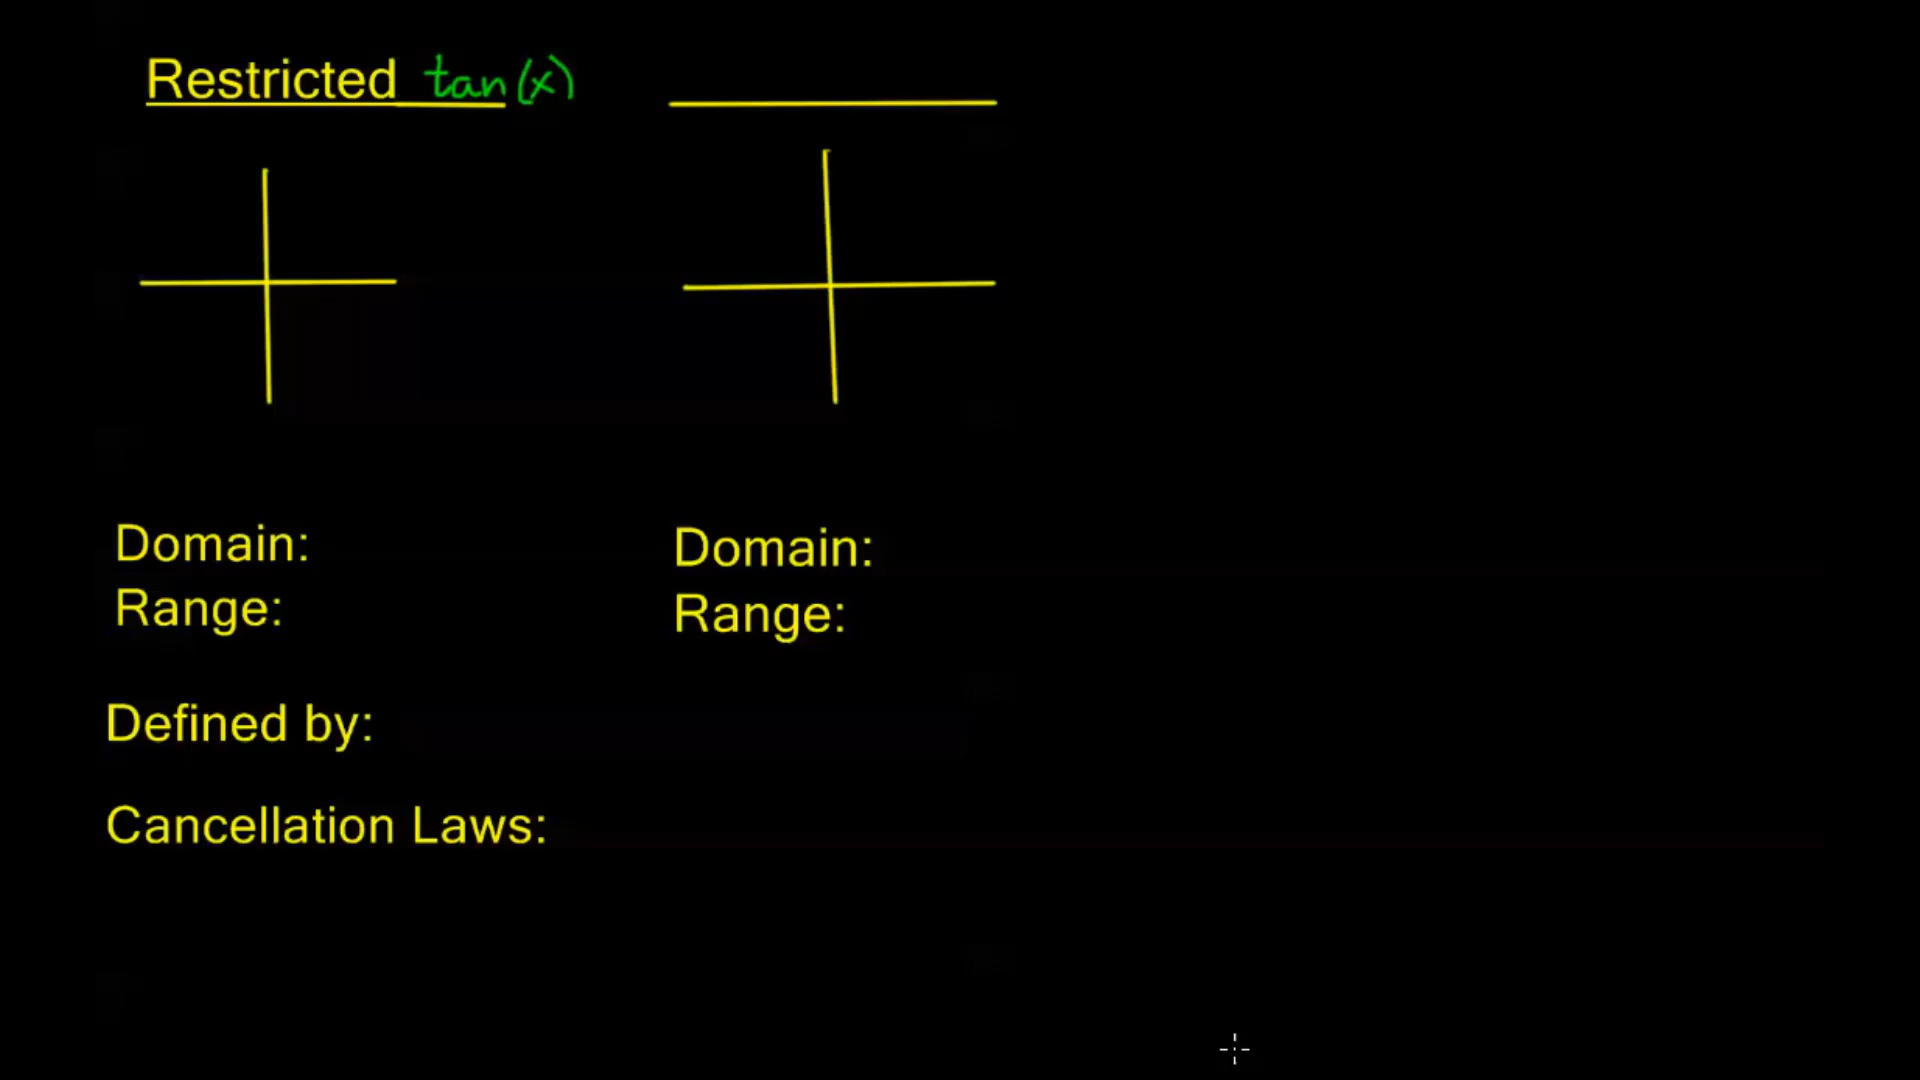 Restricted tan(x)
Domain:
Range:
Domain:
Range:
Defined by:
Cancellation Laws: